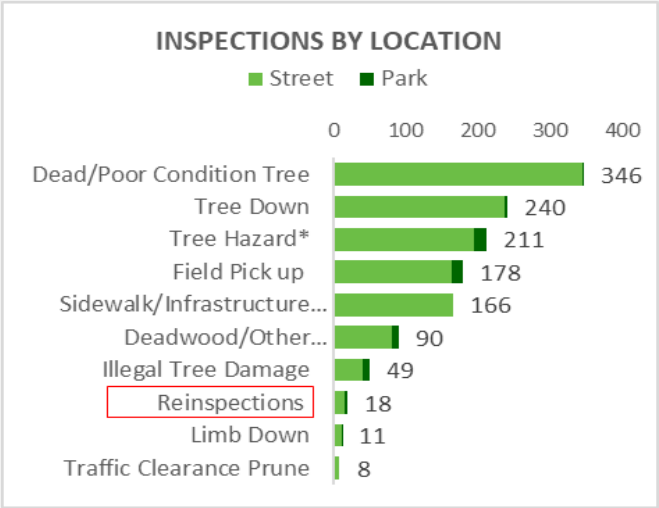 INSPECTIONS BY LOCATION
Street Park
0 100 200 300 400
Dead/Poor Condition Tree 346
Tree Down 240
Tree Hazard* 211
Field Pick up 178
Sidewalk/Infrastructure... 166
Deadwood/Other... 90
Illegal Tree Damage 49
Reinspections 18
Limb Down 11
Traffic Clearance Prune 8